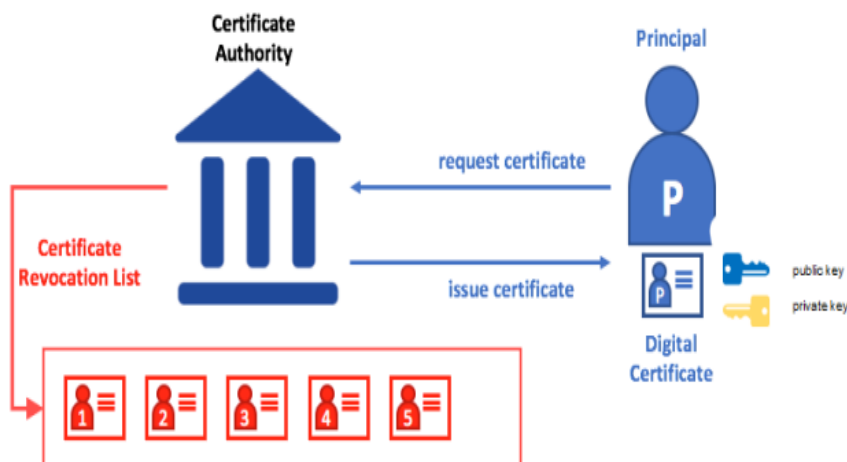 Certificate
Authority
Principal
request certificate
P
Certificate
Revocation List
issue certificate
P
public key
private key
Digital
Certificate
1
2
3
4
5